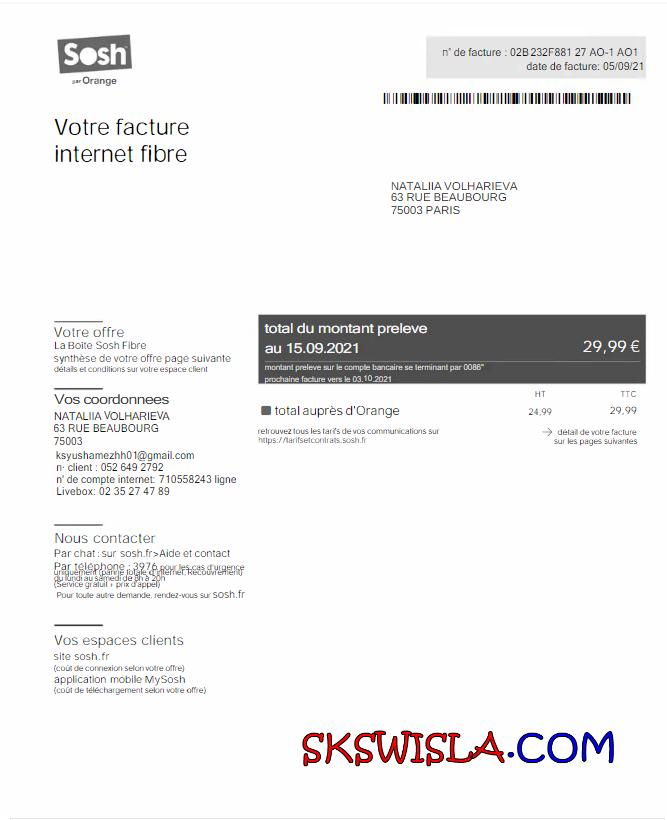 Sosh
par Orange
n° de facture : 02B232F881 27 AO-1 AO1
date de facture: 05/09/21
Votre facture
internet fibre
NATALIIA VOLHARIEVA
63 RUE BEAUBOURG
75003 PARIS
Votre offre
La Boite Sosh Fibre
synthèse de votre offre page suivante
détails et conditions sur votre espace client
total du montant preleve
au 15.09.2021
29,99 €
montant preleve sur le compte bancaire se terminant par 0086"
prochaine facture vers le 03.10.2021
HT TTC
total auprès d'Orange 24,99 29,99
retrouvez tous les tarifs de vos communications sur
https://tarifsetcontrats.sosh.fr
→ détail de votre facture
sur les pages suivantes
Vos coordonnees
NATALIIA VOLHARIEVA
63 RUE BEAUBOURG
75003
ksyushamezhh01@gmail.com
n· client : 052 649 2792
n° de compte internet: 710558243 ligne
Livebox: 02 35 27 47 89
Nous contacter
Par chat : sur sosh.fr>Aide et contact
Par téléphone : 3976 pour les cas d'urgence
uniquement (panne totale d'internet, Recouvrement)
du lundi au samedi de 8h à 20h
(Service gratuit + prix d'appel)
Pour toute autre demande, rendez-vous sur sosh.fr
Vos espaces clients
site sosh.fr
(coût de connexion selon votre offre)
application mobile MySosh
(coût de téléchargement selon votre offre)
SKSWISLA.COM